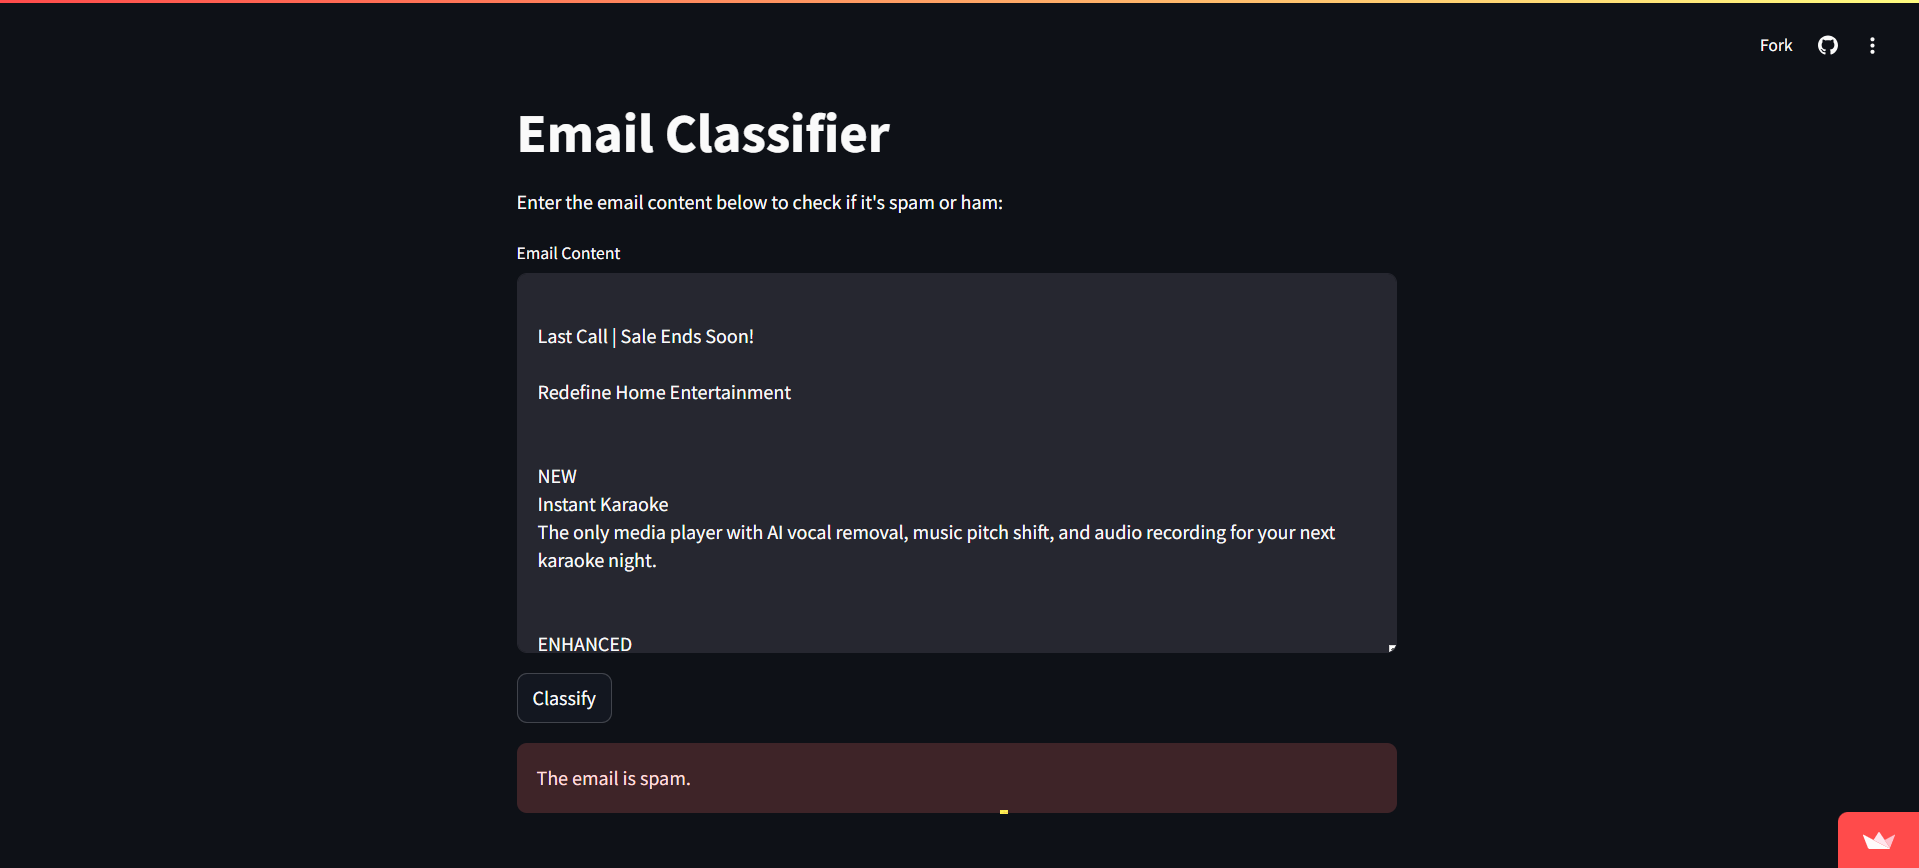 Fork
Email Classifier
Enter the email content below to check if it's spam or ham:
Email Content
Last Call | Sale Ends Soon!
Redefine Home Entertainment
NEW
Instant Karaoke
The only media player with AI vocal removal, music pitch shift, and audio recording for your next
karaoke night.
ENHANCED
Classify
The email is spam.